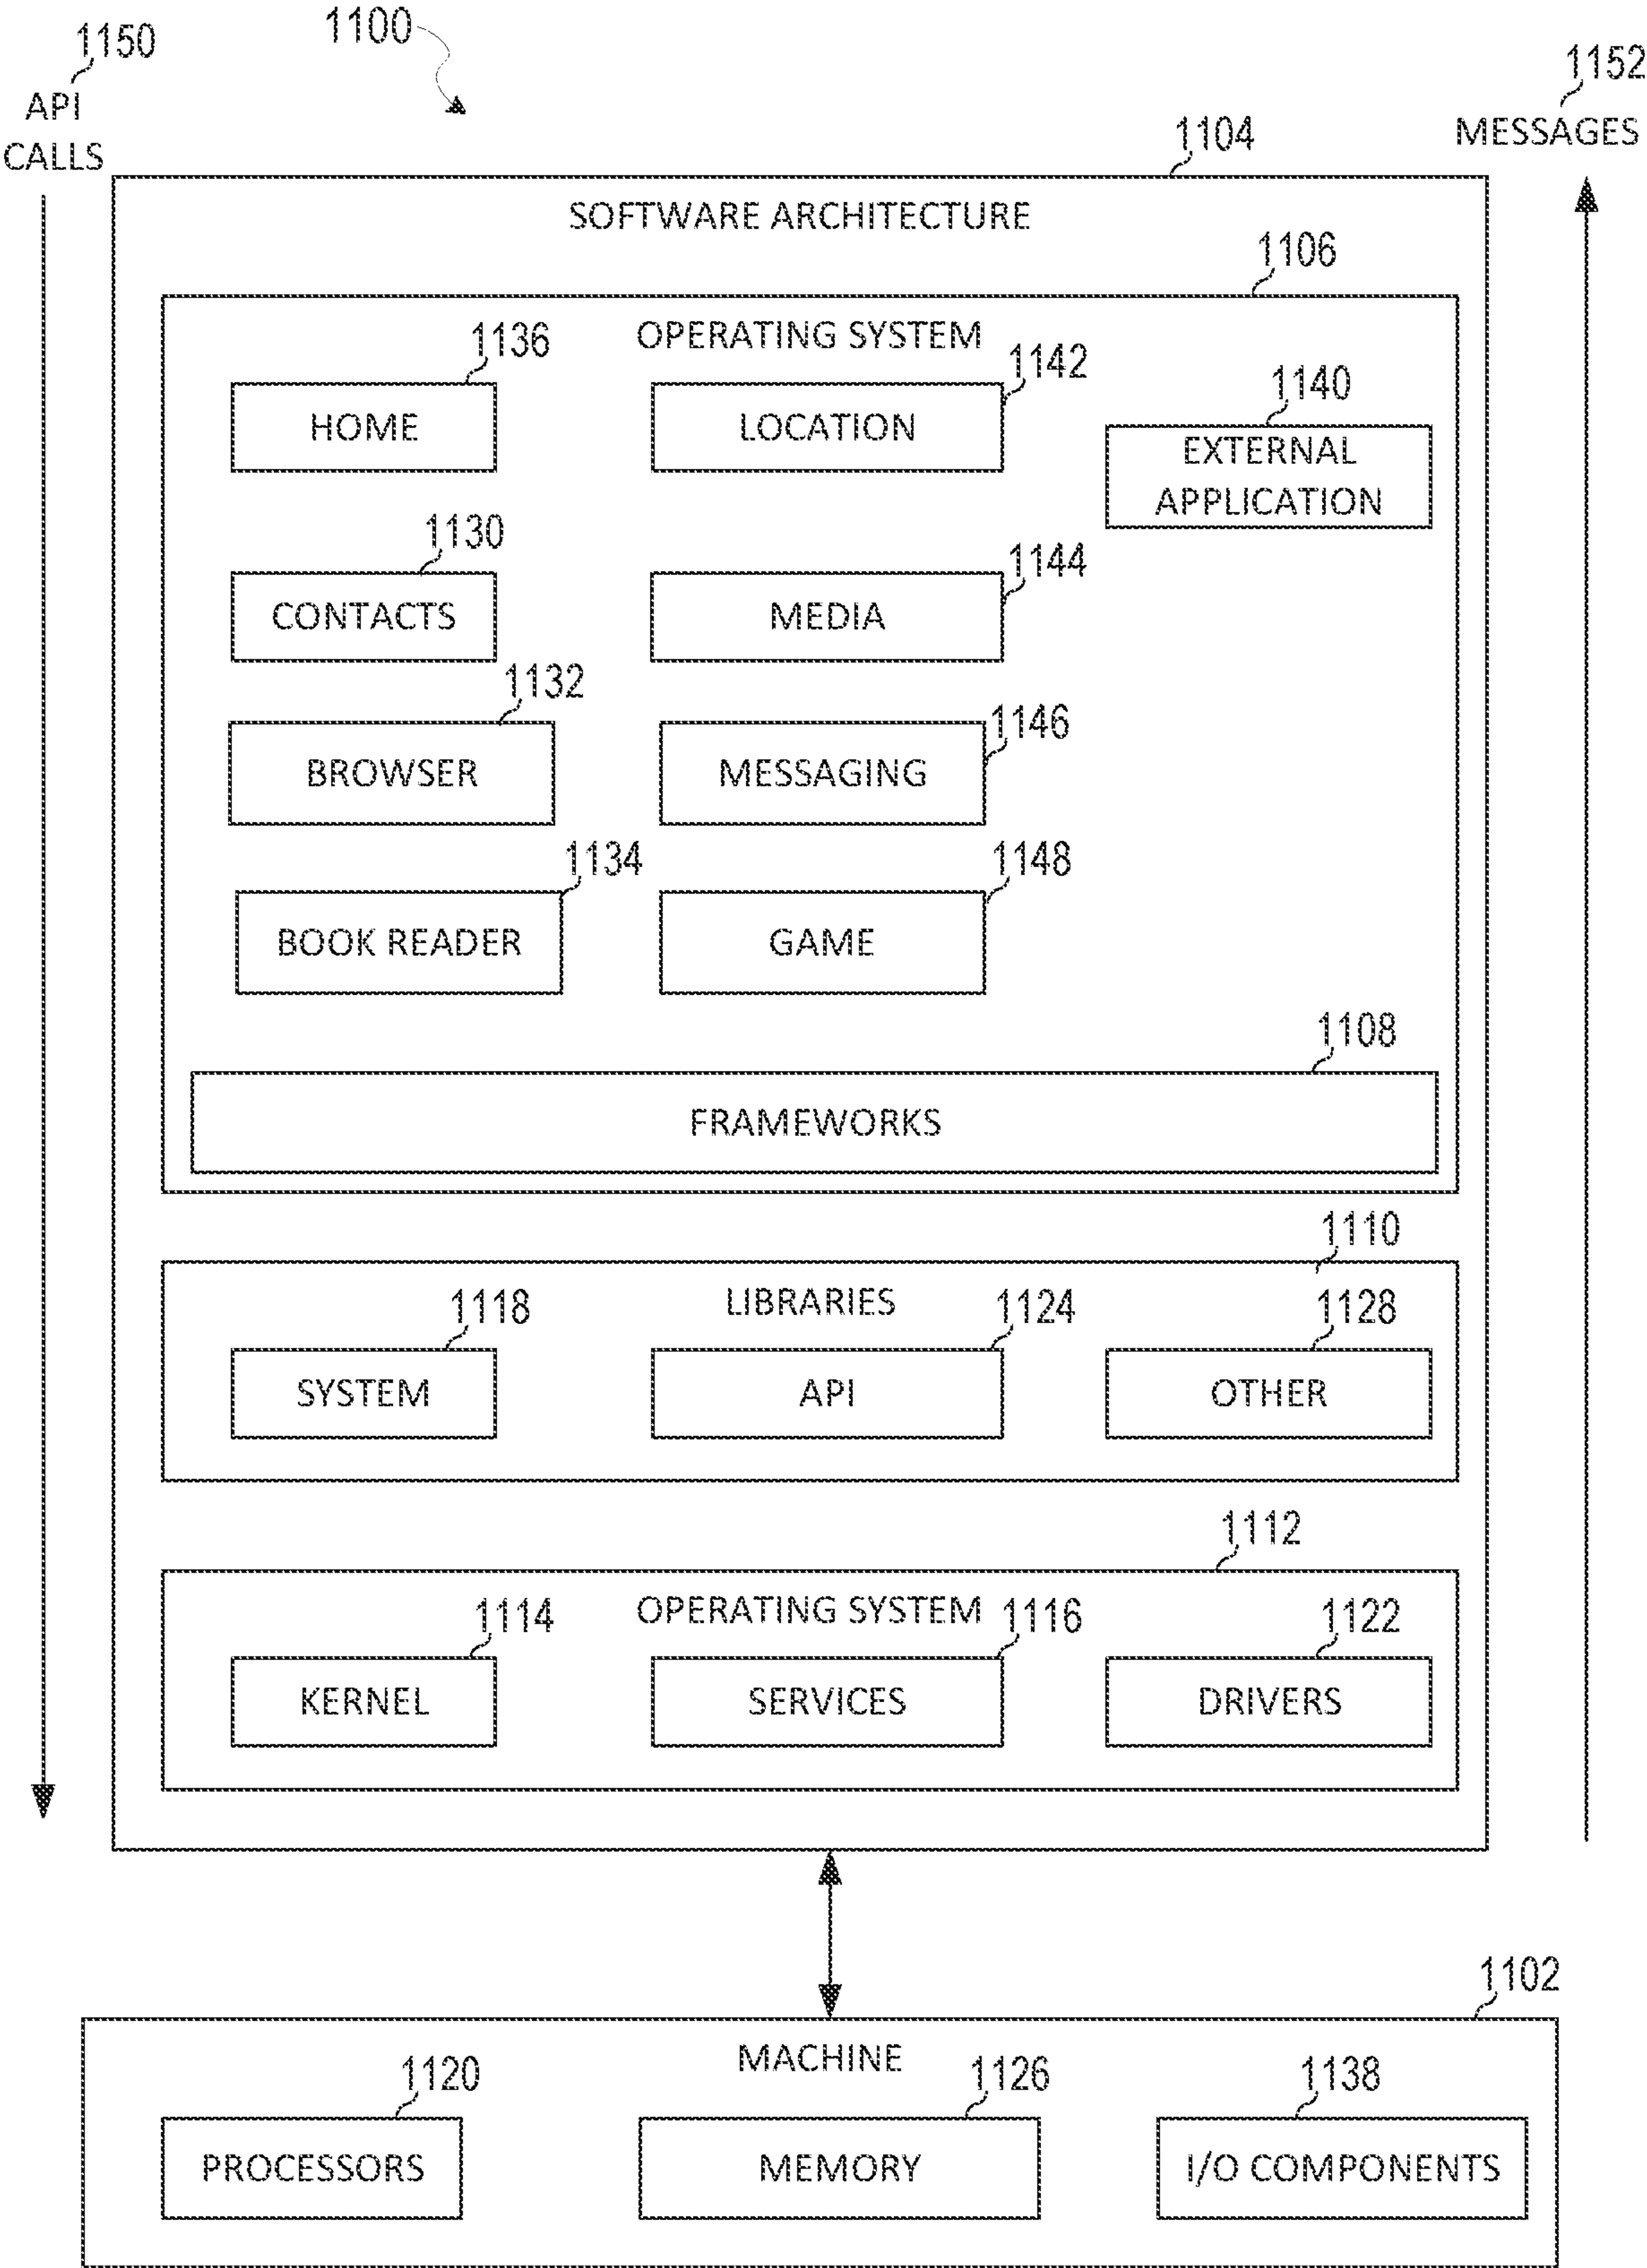 1150
1100
1152
API
CALLS
MESSAGES
1104
SOFTWARE ARCHITECTURE
1106
OPERATING SYSTEM
1136
HOME
1142
LOCATION
1140
EXTERNAL
APPLICATION
1130
CONTACTS
1144
MEDIA
1132
BROWSER
1146
MESSAGING
1134
BOOK READER
1148
GAME
1108
FRAMEWORKS
1110
LIBRARIES
1118
SYSTEM
1124
API
1128
OTHER
1112
OPERATING SYSTEM
1114
KERNEL
1116
SERVICES
1122
DRIVERS
1102
MACHINE
1120
PROCESSORS
1126
MEMORY
1138
I/O COMPONENTS